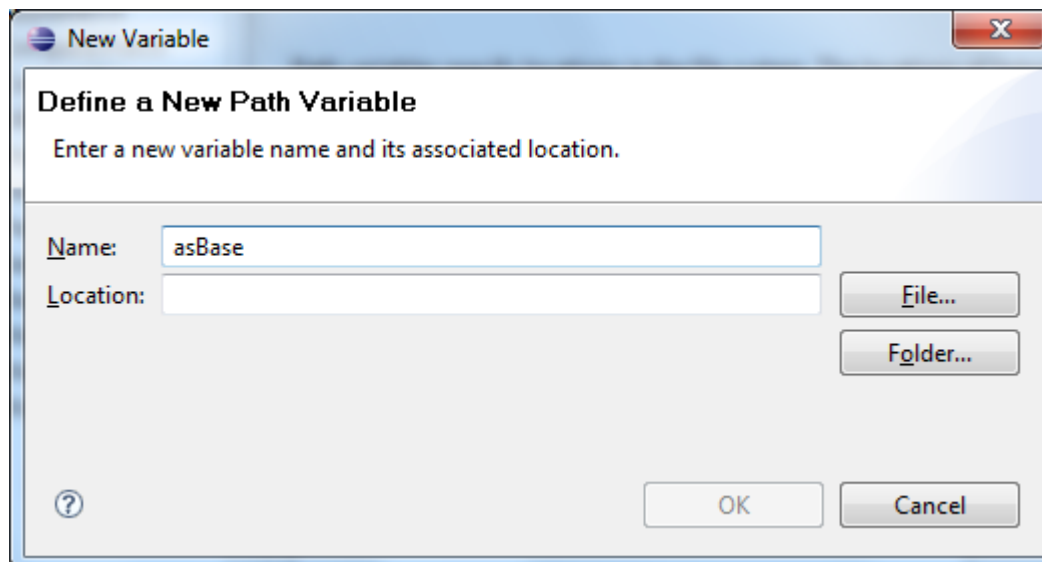 New Variable
Define a New Path Variable
Enter a new variable name and its associated location.
Name: asBase
Location: File...
Folder...
OK Cancel